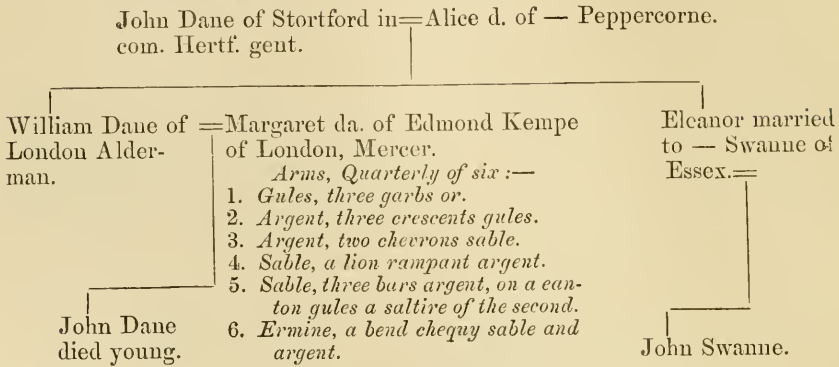 John Dane of Stortford in=Alice d. of — Peppercorne.
com. Hertf. gent.
William Dane of
London Alder-
man.
=Margaret da. of Edmond Kempe
of London, Mercer.
Arms, Quarterly of six :—
1. Gules, three garbs or.
2. Argent, three crescents gules.
3. Argent, two chevrons sable.
4. Sable, a lion rampant argent.
5. Sable, three bars argent, on a can-
ton gules a saltire of the second.
6. Ermine, a bend chequy sable and
argent.
Eleanor married
to — Swanne of
Essex.=
John Dane
died young.
John Swanne.